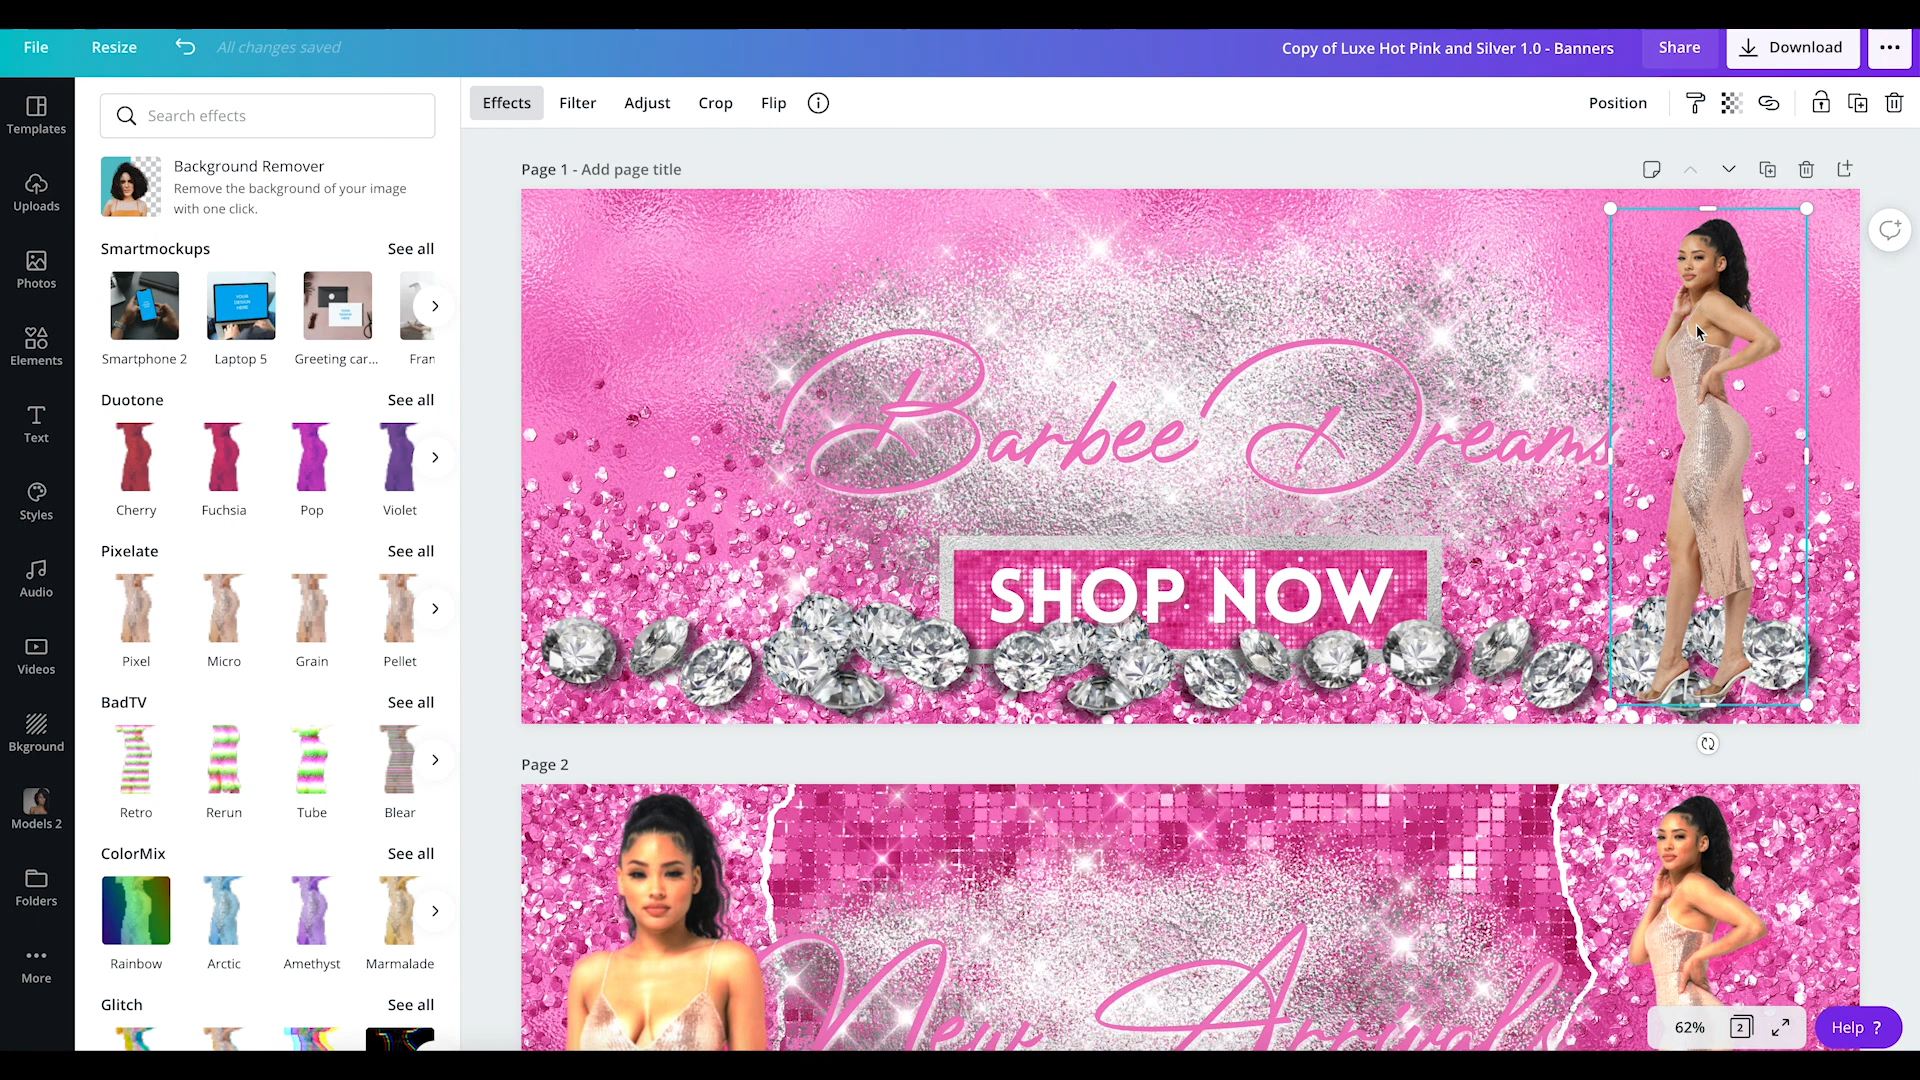 File Resize All changes saved Copy of Luxe Hot Pink and Silver 1.0 - Banners Share Download
Effects Filter Adjust Crop Flip Position
Templates
Uploads
Photos
Elements
Text
Styles
Audio
Videos
Bkground
Models 2
Folders
More
Search effects
Background Remover
Remove the background of your image
with one click.
Smartmockups See all
YOUR DESIGN HERE
Smartphone 2 Laptop 5 Greeting car... Fran
Duotone See all
Cherry Fuchsia Pop Violet
Pixelate See all
Pixel Micro Grain Pellet
BadTV See all
Retro Rerun Tube Blear
ColorMix See all
Rainbow Arctic Amethyst Marmalade
Glitch See all
Page 1 - Add page title
Barbee Dreams
SHOP NOW
Page 2
New Arrivals
62% 2 Help ?